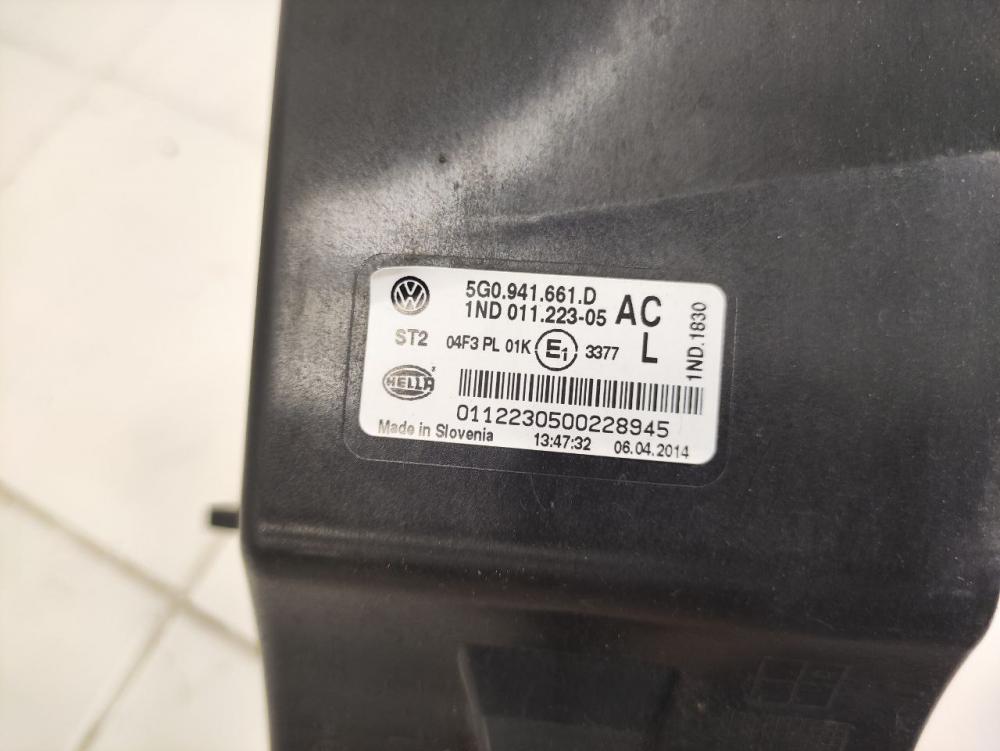 5G0.941.661.D
1ND 011.223-05 AC
ST2 04F3 PL 01K E1 3377 L
1ND.1830
HELLA
0112230500228945
Made in Slovenia 13:47:32 06.04.2014